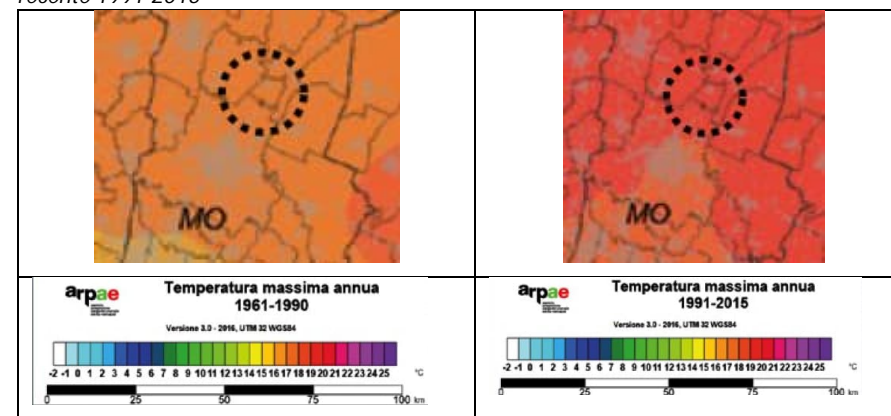 recente 1991-2015
MO
MO
arpae
Temperatura massima annua
1961-1990
Versione 3.0 - 2016, UTM 32 WGS84
-2 -1 0 1 2 3 4 5 6 7 8 9 10 11 12 13 14 15 16 17 18 19 20 21 22 23 24 25 °C
0 25 50 75 100 km
arpae
Temperatura massima annua
1991-2015
Versione 3.0 - 2016, UTM 32 WGS84
-2 -1 0 1 2 3 4 5 6 7 8 9 10 11 12 13 14 15 16 17 18 19 20 21 22 23 24 25 °C
0 25 50 75 100 km